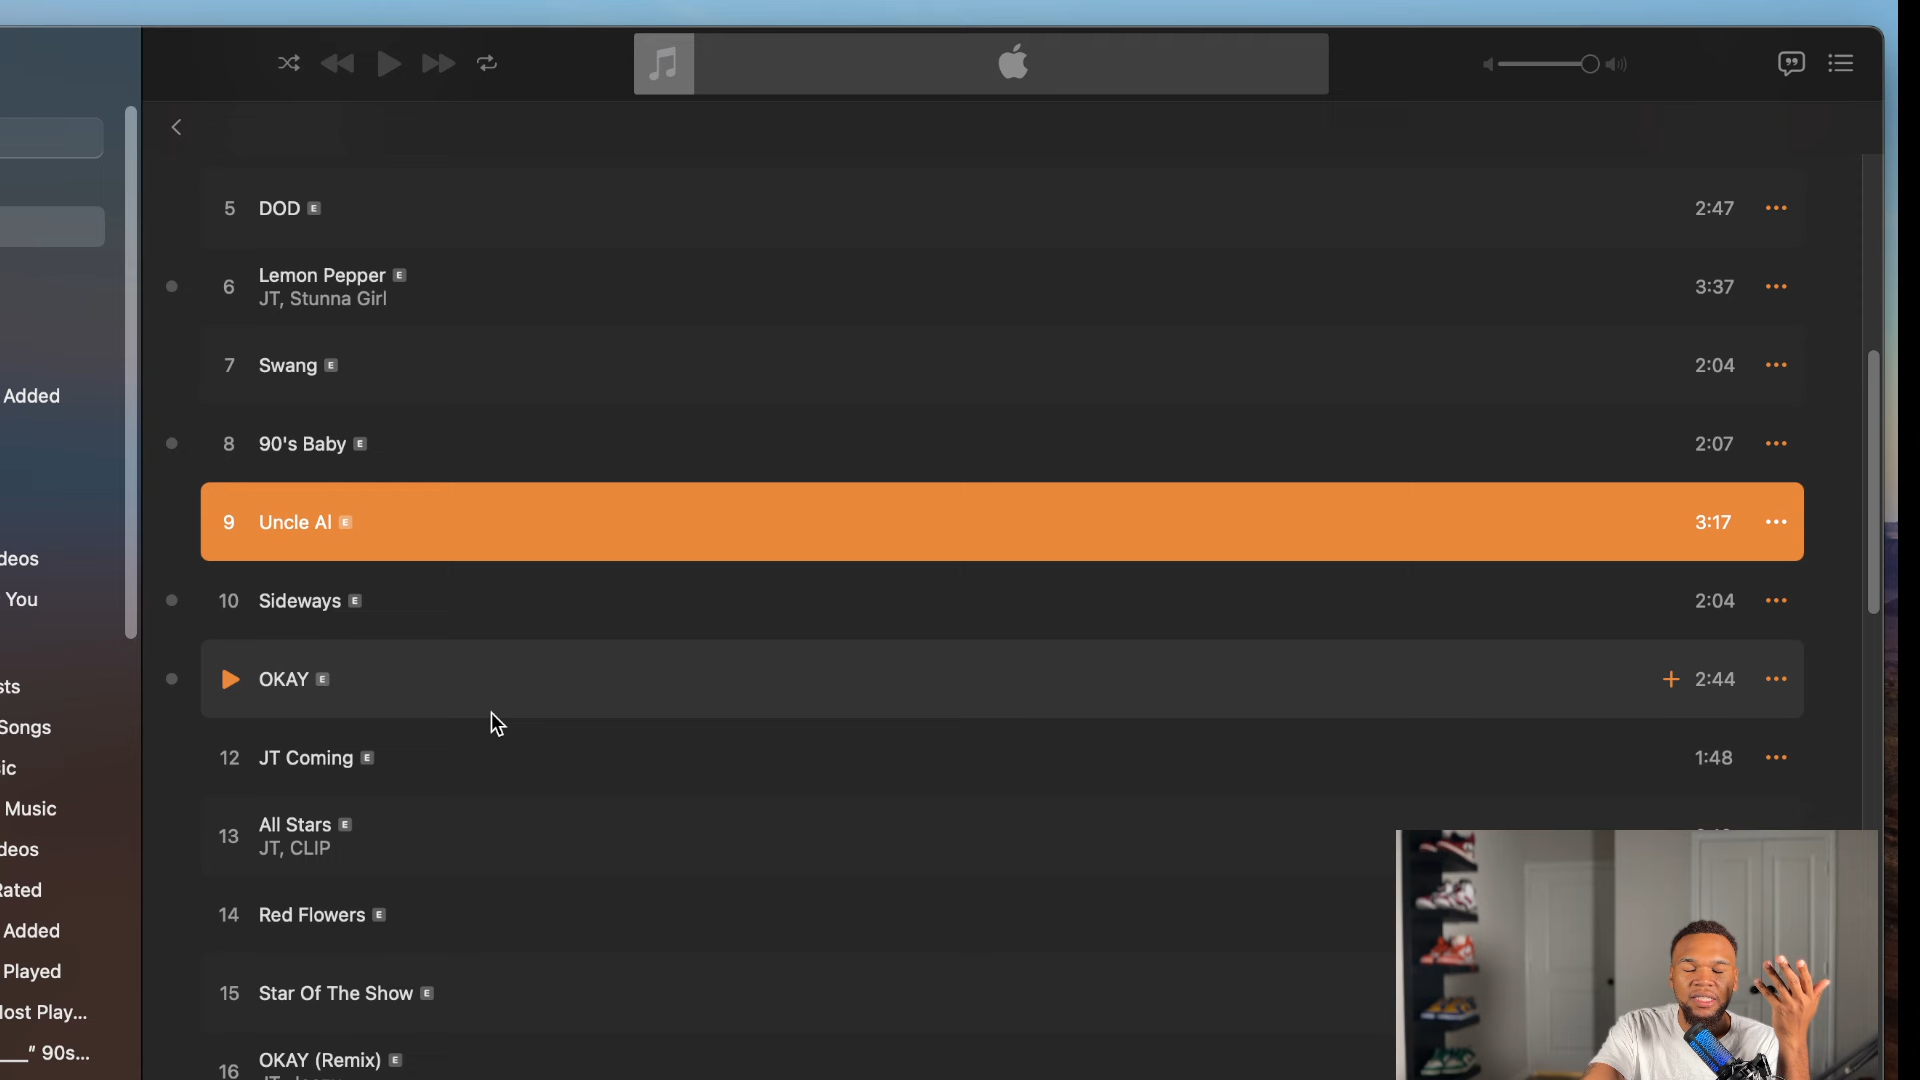 Added
deos
You
sts
Songs
ic
Music
deos
Rated
Added
Played
Most Play...
___" 90s...
5 DOD E 2:47 •••
6 Lemon Pepper E 3:37 •••
JT, Stunna Girl
7 Swang E 2:04 •••
8 90's Baby E 2:07 •••
9 Uncle Al E 3:17 •••
10 Sideways E 2:04 •••
OKAY E + 2:44 •••
12 JT Coming E 1:48 •••
13 All Stars E
JT, CLIP
14 Red Flowers E
15 Star Of The Show E
16 OKAY (Remix) E